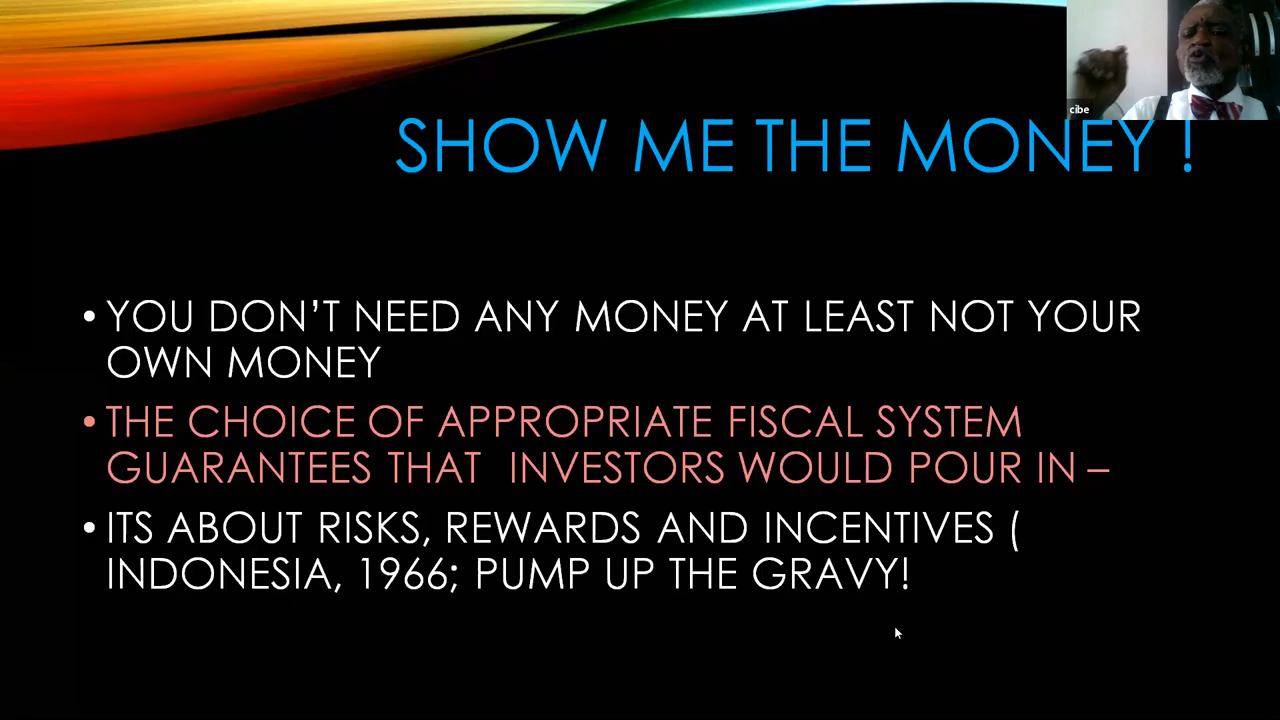 cibe
SHOW ME THE MONEY !
• YOU DON’T NEED ANY MONEY AT LEAST NOT YOUR
OWN MONEY
• THE CHOICE OF APPROPRIATE FISCAL SYSTEM
GUARANTEES THAT  INVESTORS WOULD POUR IN –
• ITS ABOUT RISKS, REWARDS AND INCENTIVES (
INDONESIA, 1966; PUMP UP THE GRAVY!